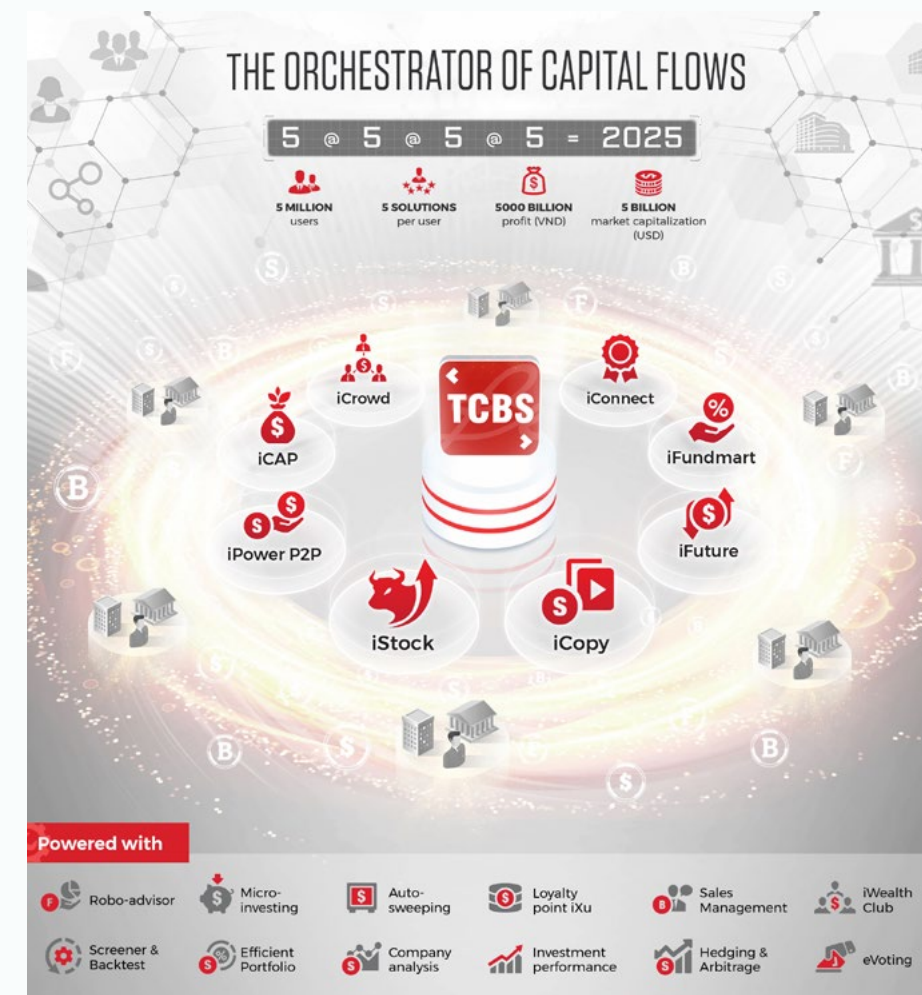 THE ORCHESTRATOR OF CAPITAL FLOWS
5 @ 5 @ 5 @ 5 = 2025
5 MILLION
users
5 SOLUTIONS
per user
5000 BILLION
profit (VND)
5 BILLION
market capitalization
(USD)
iCrowd
TCBS
iConnect
iCAP
iFundmart
iPower P2P
iFuture
iStock
iCopy
Powered with
Robo-advisor
Micro-
investing
Auto-
sweeping
Loyalty
point iXu
Sales
Management
iWealth
Club
Screener &
Backtest
Efficient
Portfolio
Company
analysis
Investment
performance
Hedging &
Arbitrage
eVoting